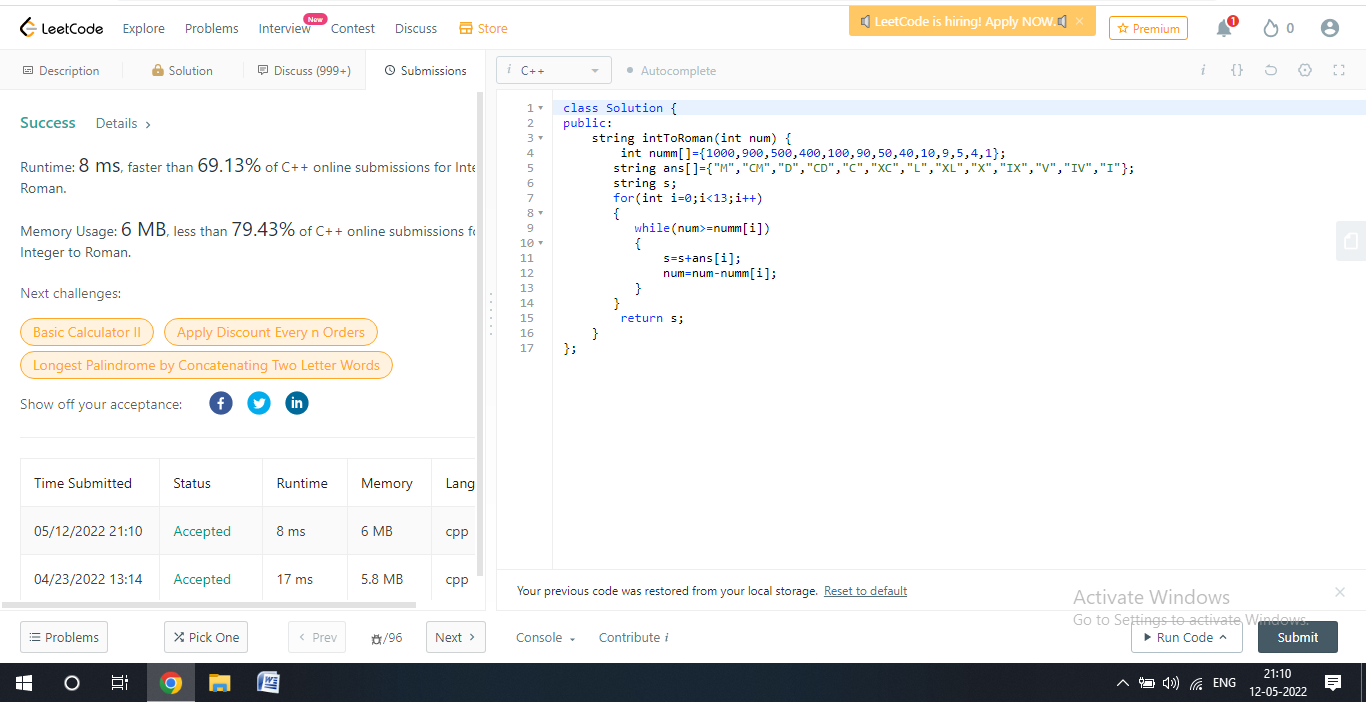 LeetCode Explore Problems Interview New Contest Discuss Store LeetCode is hiring! Apply NOW. × Premium 1 0
Description Solution Discuss (999+) Submissions
i C++ Autocomplete i {}
Success Details >
Runtime: 8 ms, faster than 69.13% of C++ online submissions for Inte
Roman.
Memory Usage: 6 MB, less than 79.43% of C++ online submissions fo
Integer to Roman.
Next challenges:
Basic Calculator II Apply Discount Every n Orders
Longest Palindrome by Concatenating Two Letter Words
Show off your acceptance:
Time Submitted Status Runtime Memory Lang
05/12/2022 21:10 Accepted 8 ms 6 MB cpp
04/23/2022 13:14 Accepted 17 ms 5.8 MB cpp
1 class Solution {
2 public:
3 string intToRoman(int num) {
4 int numm[]={1000,900,500,400,100,90,50,40,10,9,5,4,1};
5 string ans[]={"M","CM","D","CD","C","XC","L","XL","X","IX","V","IV","I"};
6 string s;
7 for(int i=0;i<13;i++)
8 {
9 while(num>=numm[i])
10 {
11 s=s+ans[i];
12 num=num-numm[i];
13 }
14 }
15 return s;
16 }
17 };
Your previous code was restored from your local storage. Reset to default ×
Activate Windows
Go to Settings to activate Windows.
Problems Pick One < Prev /96 Next > Console Contribute i Run Code Submit
ENG 21:10
12-05-2022